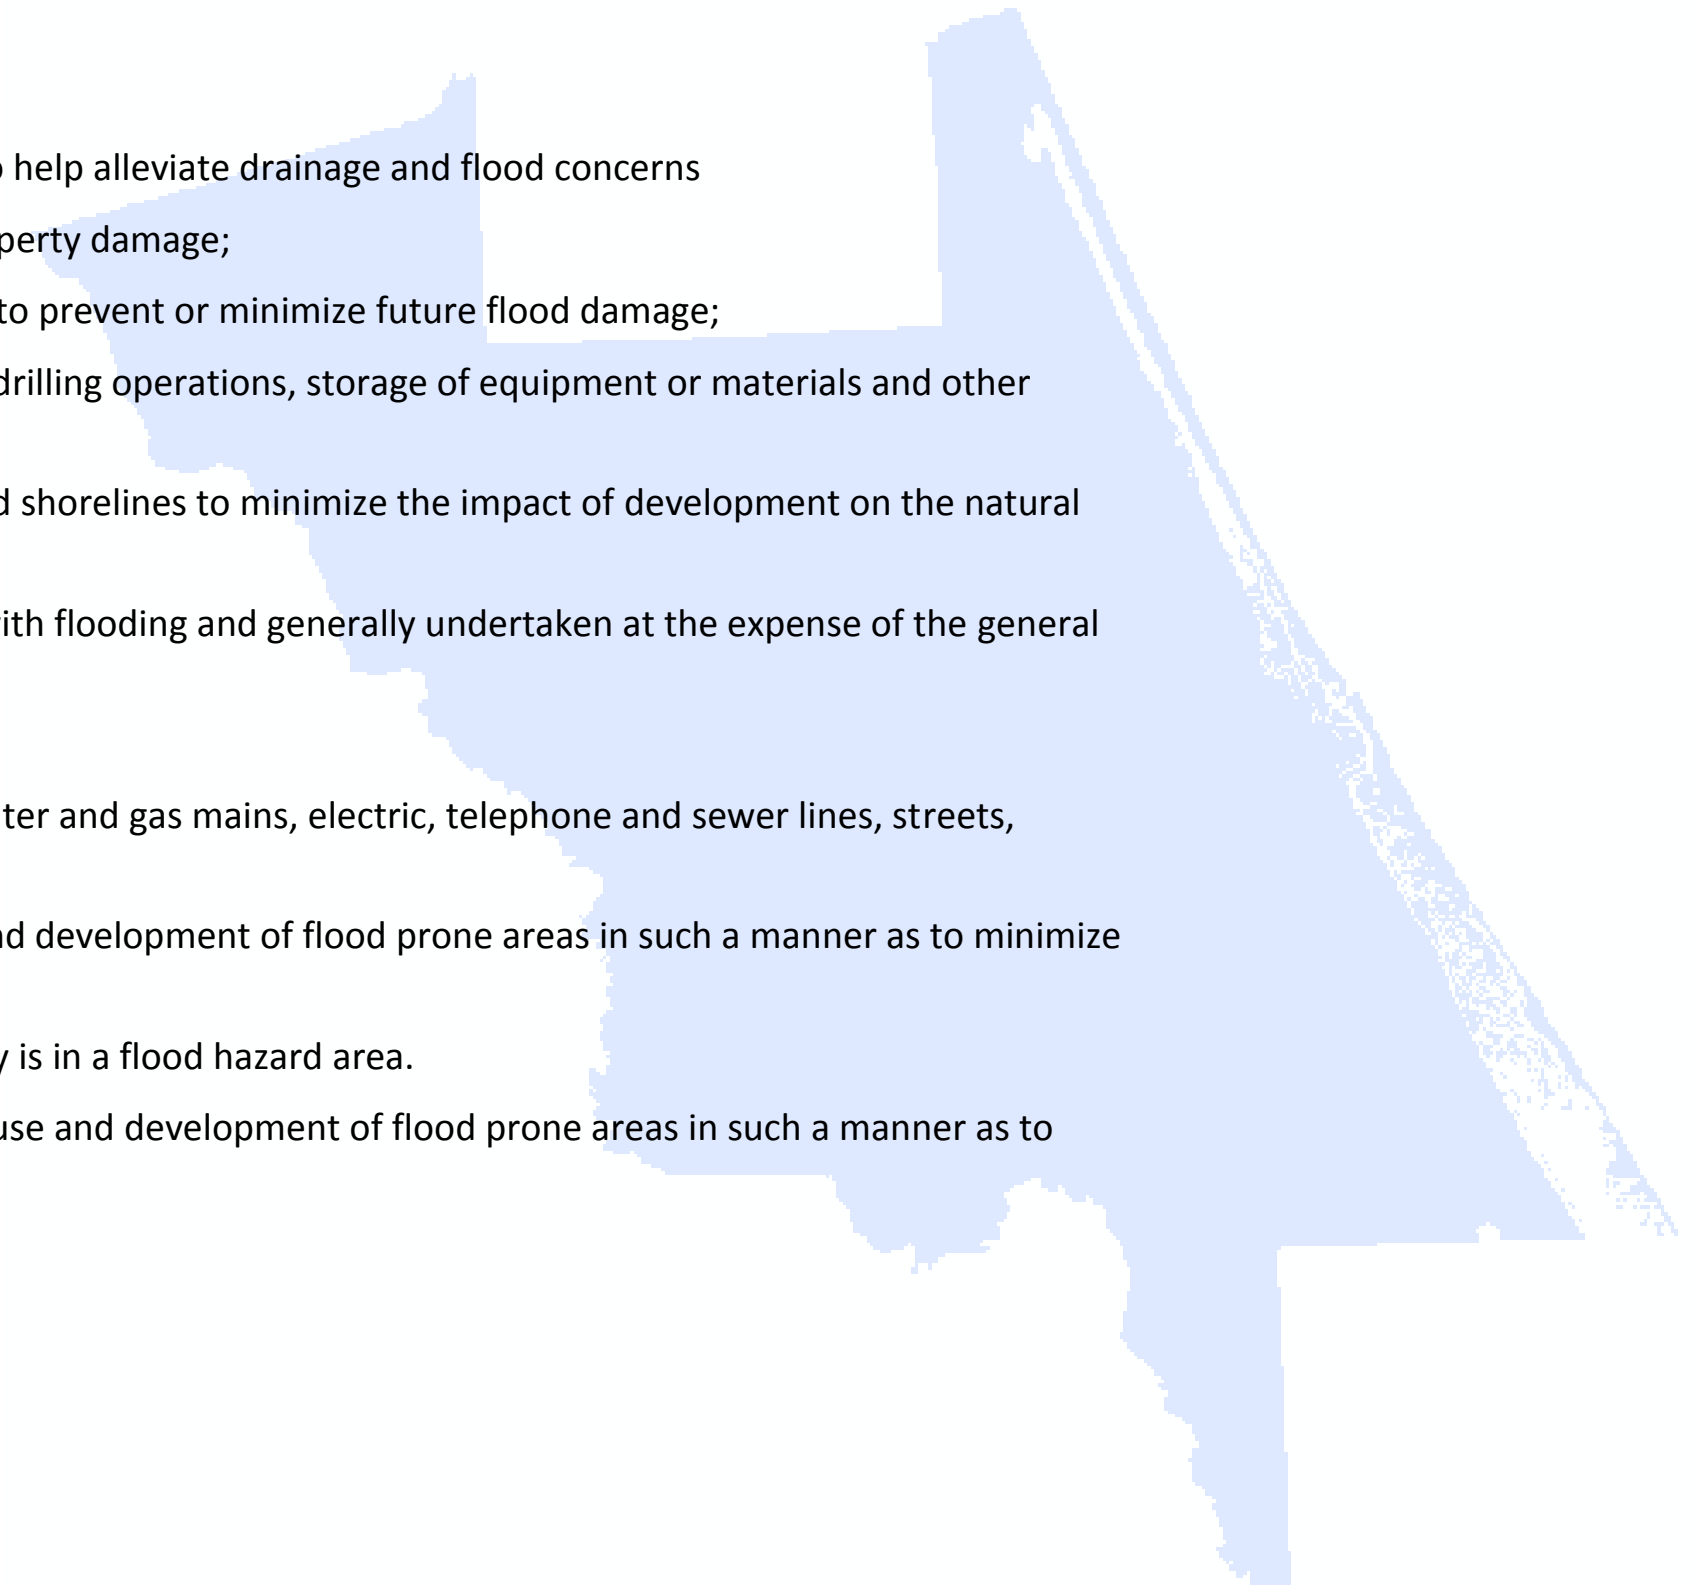 help alleviate drainage and flood concerns
damage;
to prevent or minimize future flood damage;
drilling operations, storage of equipment or materials and other
shorelines to minimize the impact of development on the natural
flooding and generally undertaken at the expense of the general
and gas mains, electric, telephone and sewer lines, streets,
development of flood prone areas in such a manner as to minimize
is in a flood hazard area.
use and development of flood prone areas in such a manner as to